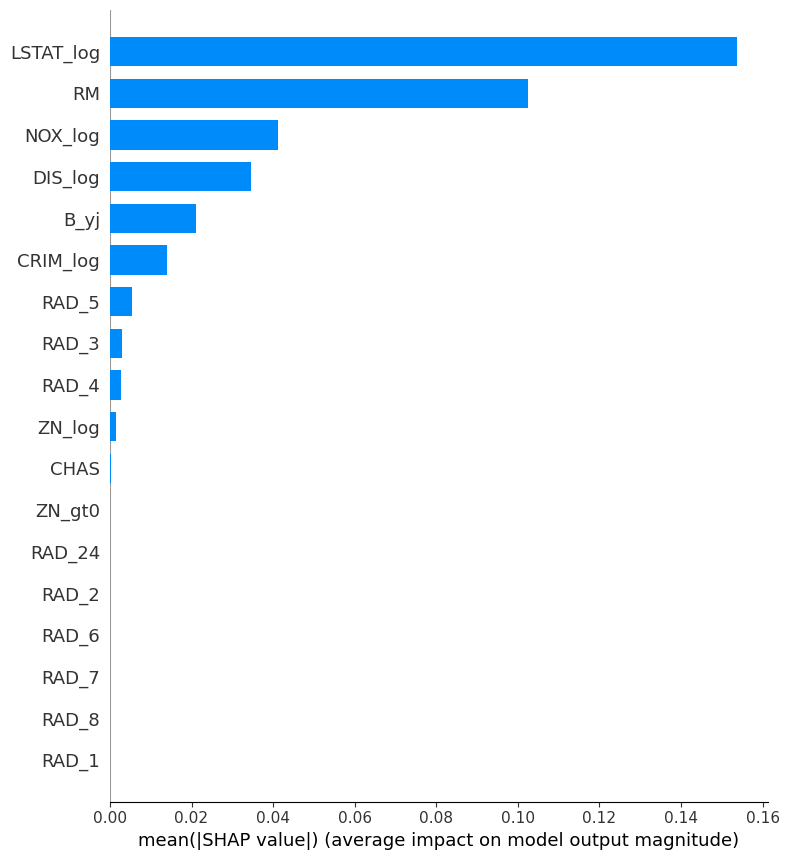 LSTAT_log
RM
NOX_log
DIS_log
B_yj
CRIM_log
RAD_5
RAD_3
RAD_4
ZN_log
CHAS
ZN_gt0
RAD_24
RAD_2
RAD_6
RAD_7
RAD_8
RAD_1
0.00 0.02 0.04 0.06 0.08 0.10 0.12 0.14 0.16
mean(|SHAP value|) (average impact on model output magnitude)